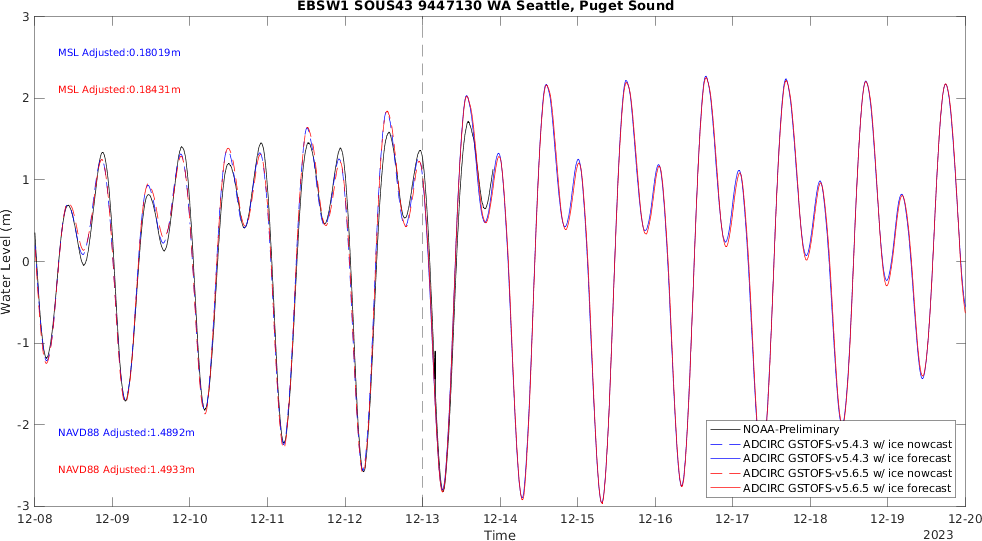 EBSW1 SOUS43 9447130 WA Seattle, Puget Sound
3
MSL Adjusted:0.18019m
2
MSL Adjusted:0.18431m
1
0
Water Level (m)
-1
-2
NAVD88 Adjusted:1.4892m
NAVD88 Adjusted:1.4933m
-3
NOAA-Preliminary
ADCIRC GSTOFS-v5.4.3 w/ ice nowcast
ADCIRC GSTOFS-v5.4.3 w/ ice forecast
ADCIRC GSTOFS-v5.6.5 w/ ice nowcast
ADCIRC GSTOFS-v5.6.5 w/ ice forecast
12-08 12-09 12-10 12-11 12-12 12-13 12-14 12-15 12-16 12-17 12-18 12-19 12-20
Time
2023